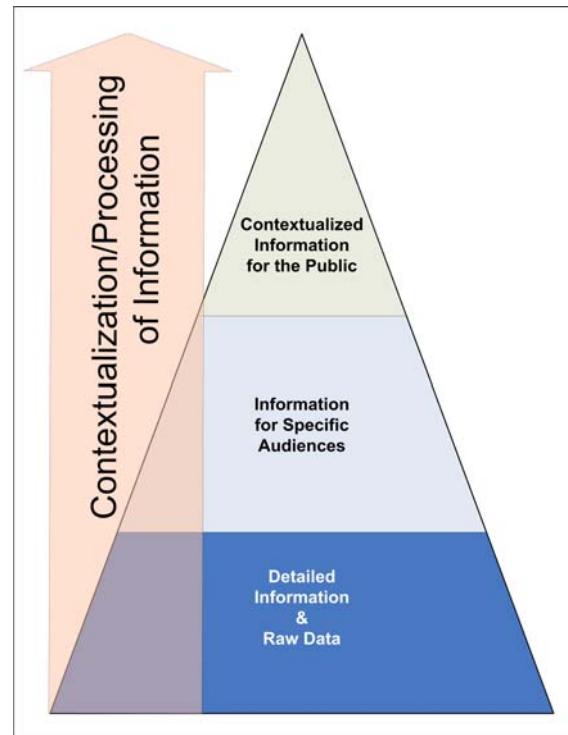 Contextualization/Processing
of Information
Contextualized
Information
for the Public
Information
for Specific
Audiences
Detailed
Information
&
Raw Data